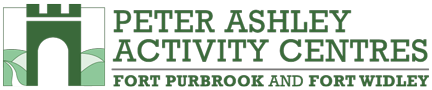 PETER ASHLEY
ACTIVITY CENTRES
FORT PURBROOK AND FORT WIDLEY